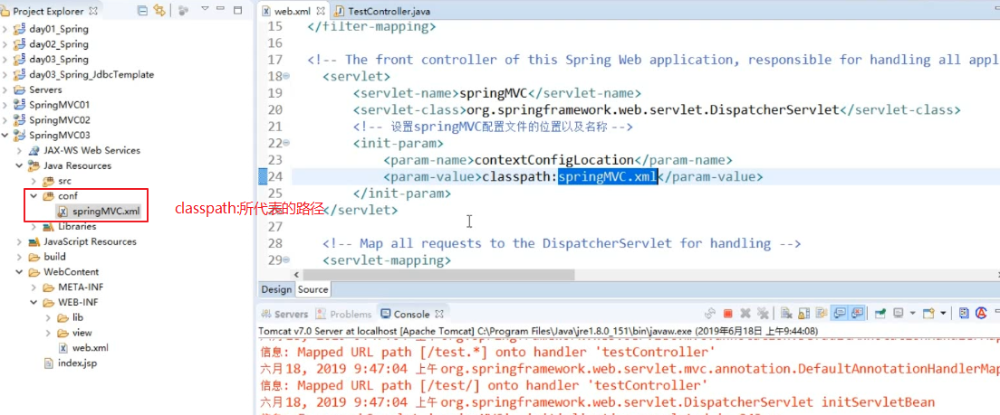 Project Explorer
day01_Spring
day02_Spring
day03_Spring
day03_Spring_JdbcTemplate
Servers
SpringMVC01
SpringMVC02
SpringMVC03
JAX-WS Web Services
Java Resources
src
conf
springMVC.xml
Libraries
JavaScript Resources
build
WebContent
META-INF
WEB-INF
lib
view
web.xml
index.jsp
classpath:所代表的路径
web.xml TestController.java
15 </filter-mapping>
16
17 <!-- The front controller of this Spring Web application, responsible for handling all appl
18 <servlet>
19 <servlet-name>springMVC</servlet-name>
20 <servlet-class>org.springframework.web.servlet.DispatcherServlet</servlet-class>
21 <!-- 设置springMVC配置文件的位置以及名称 -->
22 <init-param>
23 <param-name>contextConfigLocation</param-name>
24 <param-value>classpath:springMVC.xml</param-value>
25 </init-param>
26 </servlet>
27
28 <!-- Map all requests to the DispatcherServlet for handling -->
29 <servlet-mapping>
Design Source
Servers Problems Console
Tomcat v7.0 Server at localhost [Apache Tomcat] C:\Program Files\Java\jre1.8.0_151\bin\javaw.exe (2019年6月18日 上午9:44:08)
信息: Mapped URL path [/test.*] onto handler 'testController'
六月 18, 2019 9:47:04 上午 org.springframework.web.servlet.mvc.annotation.DefaultAnnotationHandlerMap
信息: Mapped URL path [/test/] onto handler 'testController'
六月 18, 2019 9:47:04 上午 org.springframework.web.servlet.DispatcherServlet initServletBean